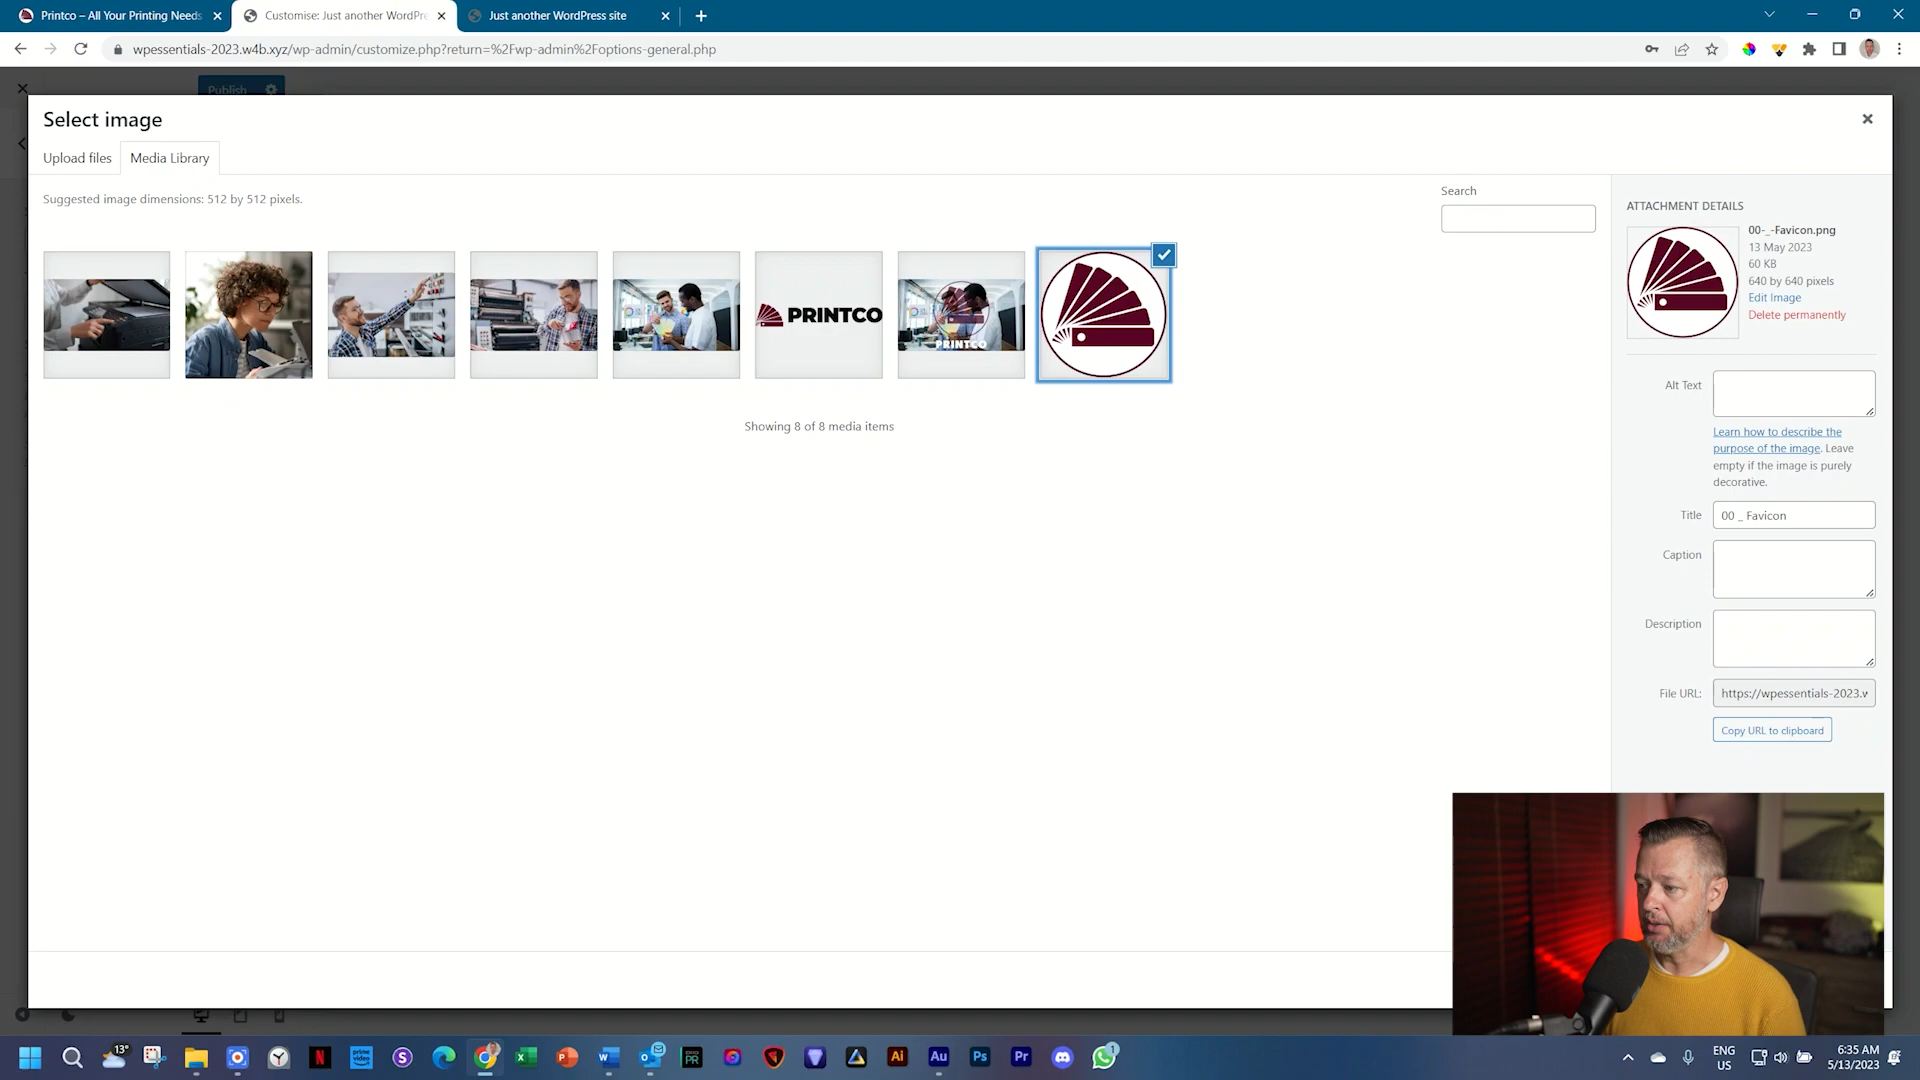 Printco – All Your Printing Needs
Customise: Just another WordPre
Just another WordPress site
wpessentials-2023.w4b.xyz/wp-admin/customize.php?return=%2Fwp-admin%2Foptions-general.php
Publish
Select image
Upload files
Media Library
Suggested image dimensions: 512 by 512 pixels.
Search
PRINTCO
PRINTCO
Showing 8 of 8 media items
ATTACHMENT DETAILS
00-_-Favicon.png
13 May 2023
60 KB
640 by 640 pixels
Edit Image
Delete permanently
Alt Text
Learn how to describe the
purpose of the image. Leave
empty if the image is purely
decorative.
Title
00 _ Favicon
Caption
Description
File URL:
https://wpessentials-2023.w
Copy URL to clipboard
13°
ENG
US
6:35 AM
5/13/2023